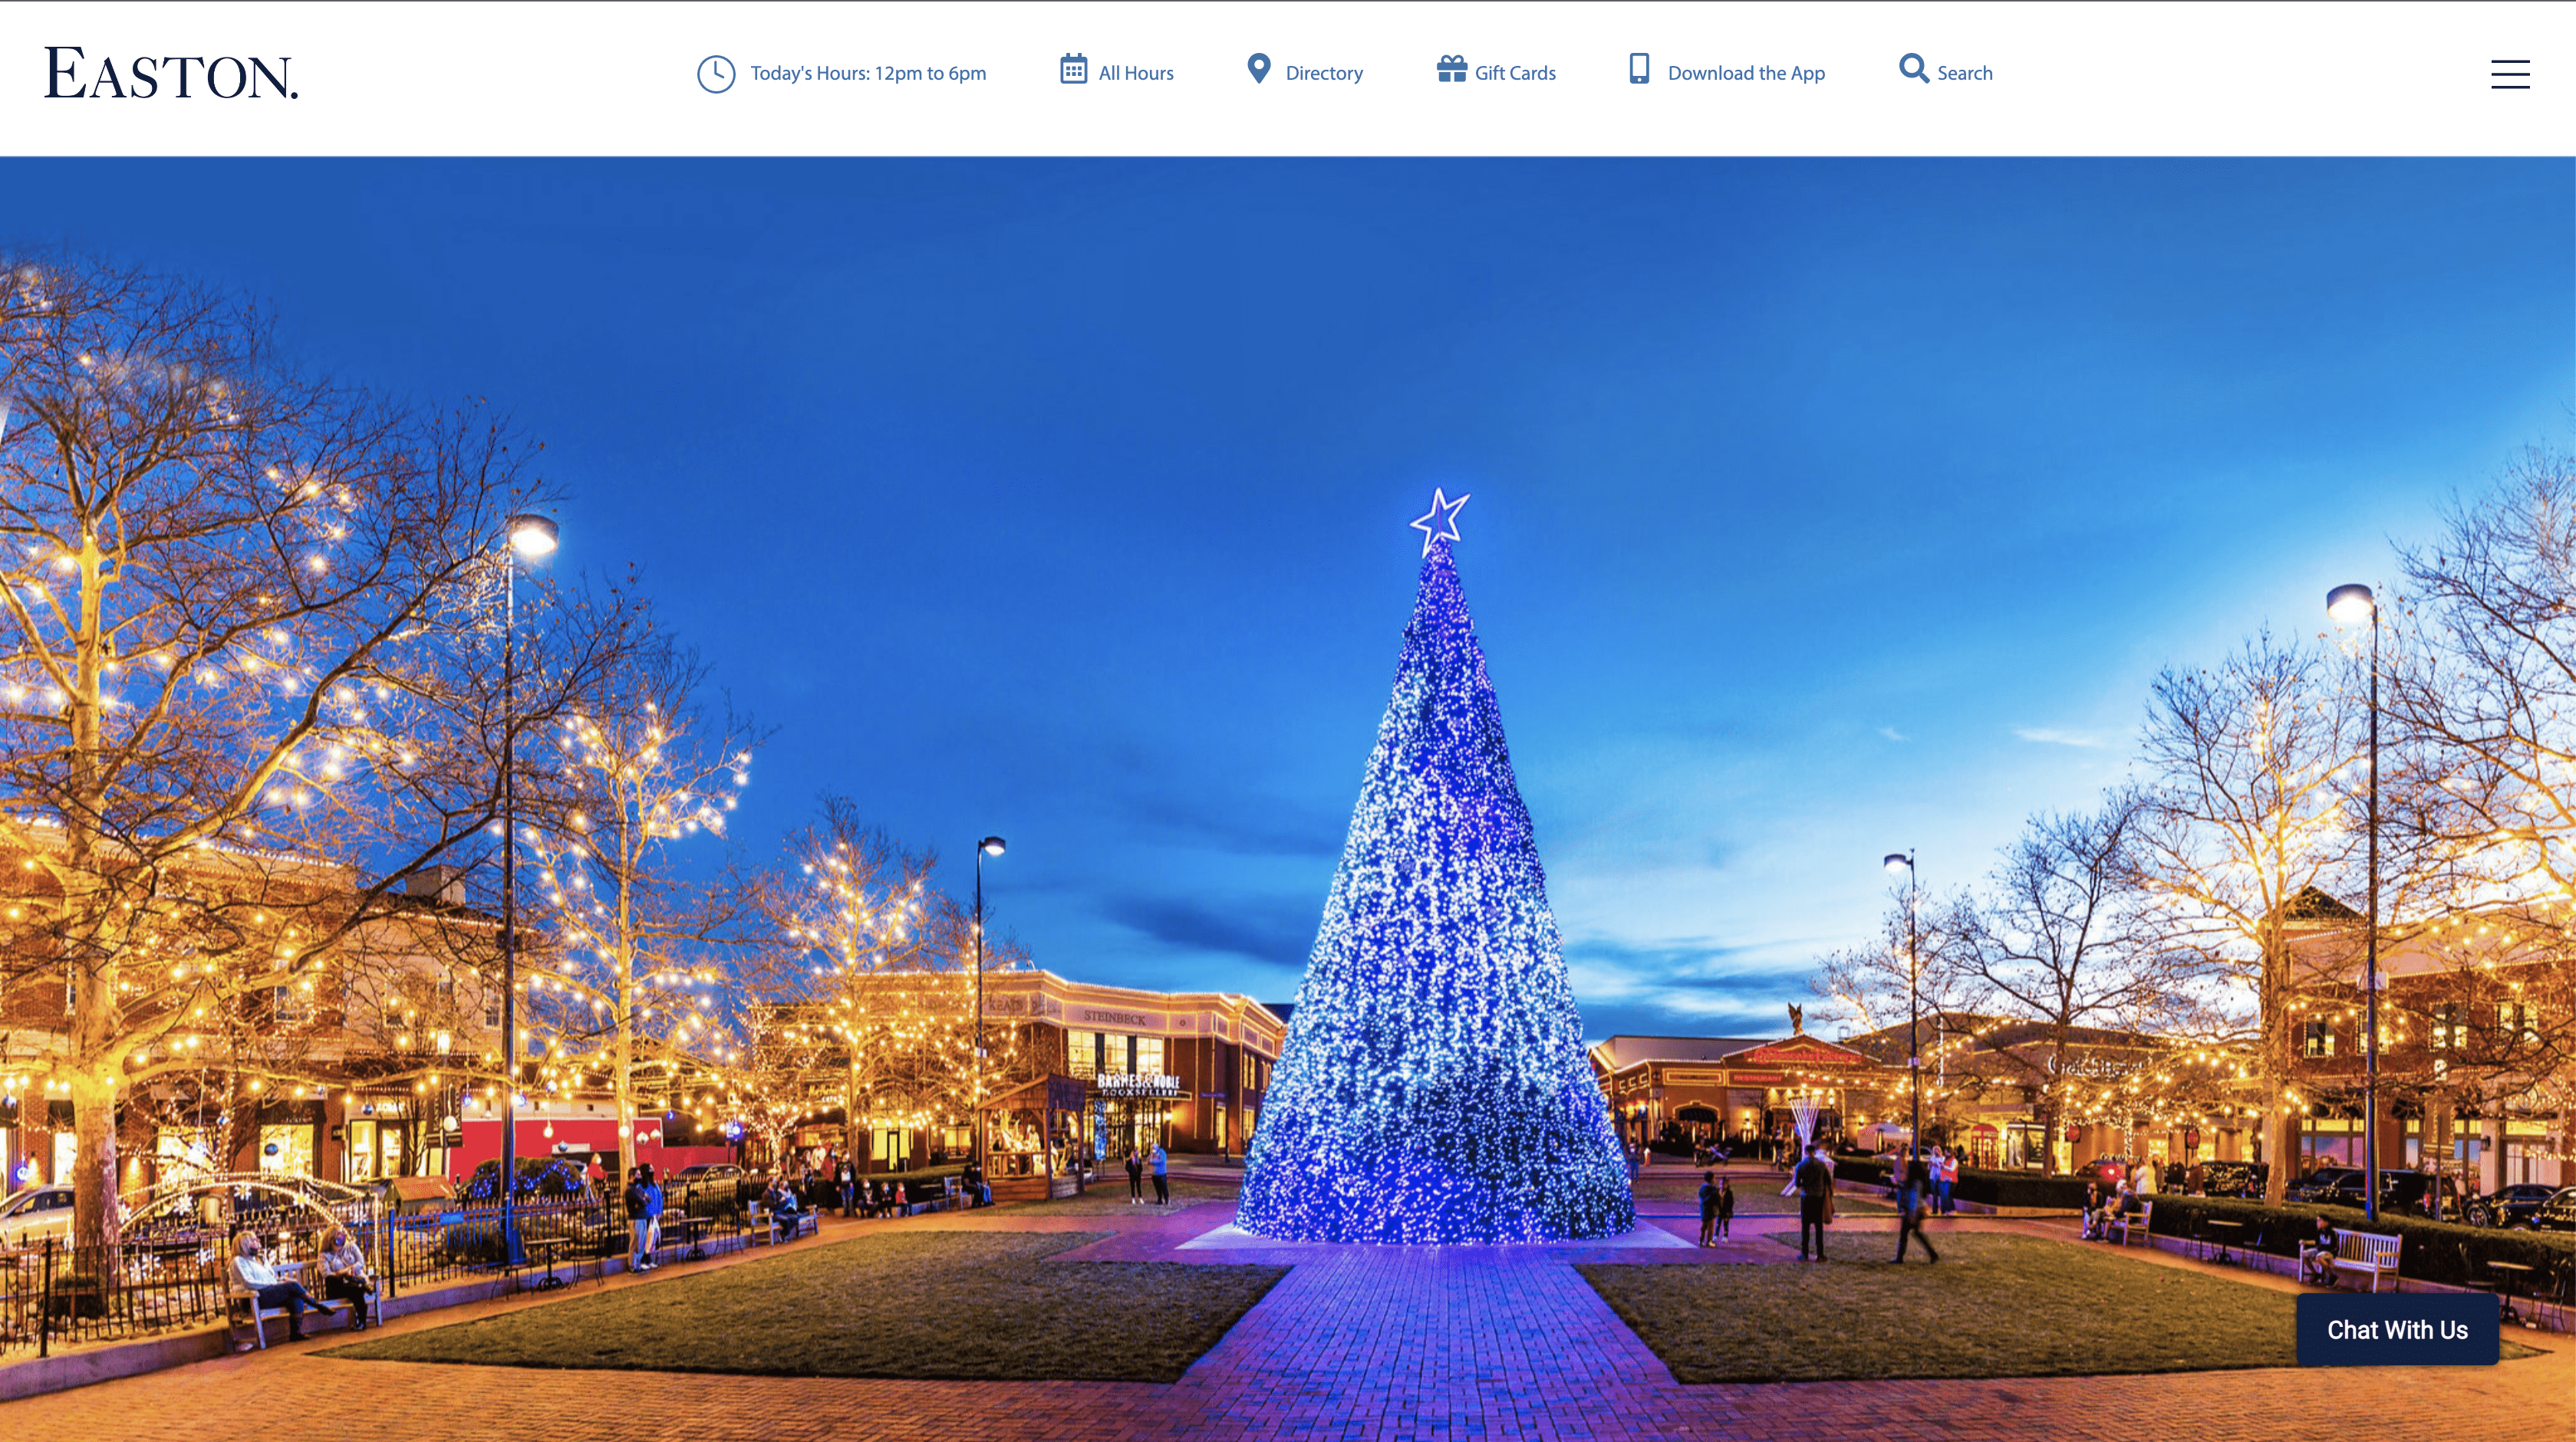 EASTON.
Today's Hours: 12pm to 6pm
All Hours
Directory
Gift Cards
Download the App
Search
KEATS
STEINBECK
BARNES & NOBLE
BOOKSELLERS
Chat With Us